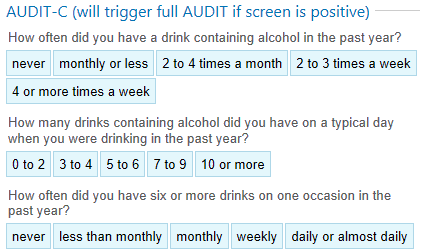 AUDIT-C (will trigger full AUDIT if screen is positive)
How often did you have a drink containing alcohol in the past year?
never monthly or less 2 to 4 times a month 2 to 3 times a week
4 or more times a week
How many drinks containing alcohol did you have on a typical day
when you were drinking in the past year?
0 to 2 3 to 4 5 to 6 7 to 9 10 or more
How often did you have six or more drinks on one occasion in the
past year?
never less than monthly monthly weekly daily or almost daily